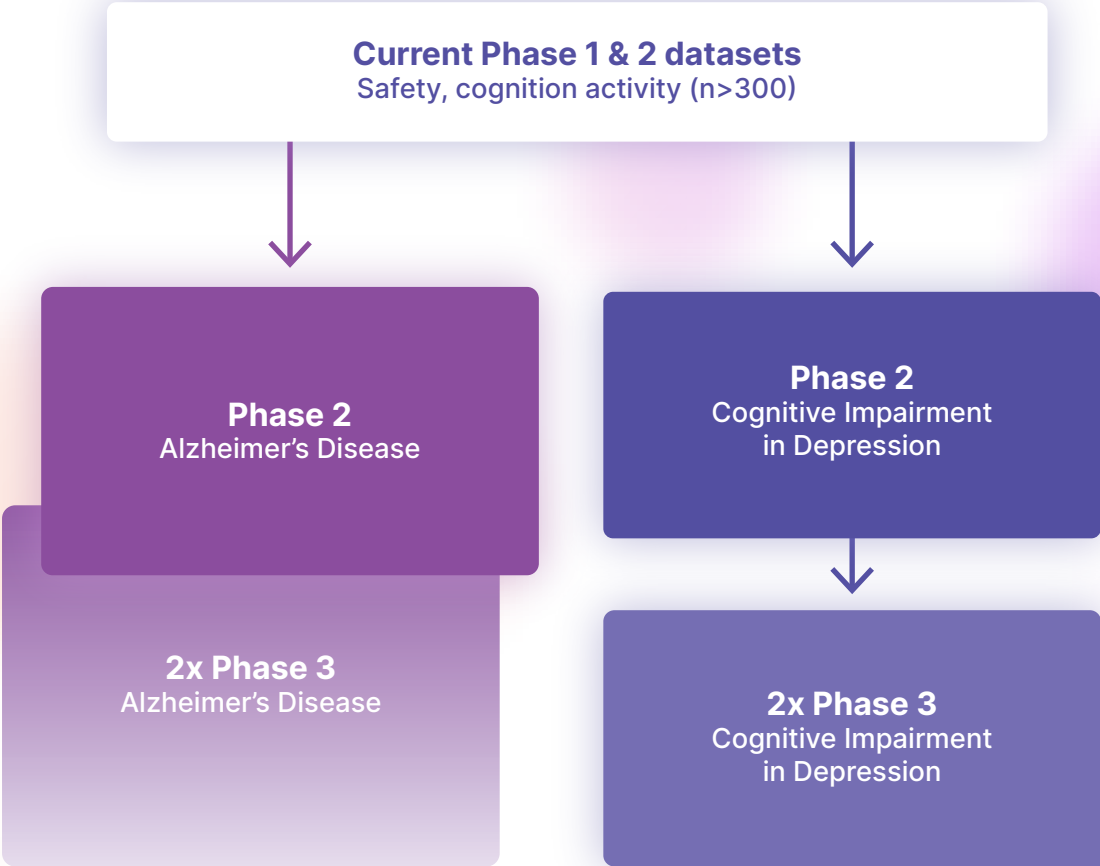 Current Phase 1 & 2 datasets
Safety, cognition activity (n>300)
Phase 2
Alzheimer’s Disease
2x Phase 3
Alzheimer’s Disease
Phase 2
Cognitive Impairment
in Depression
2x Phase 3
Cognitive Impairment
in Depression